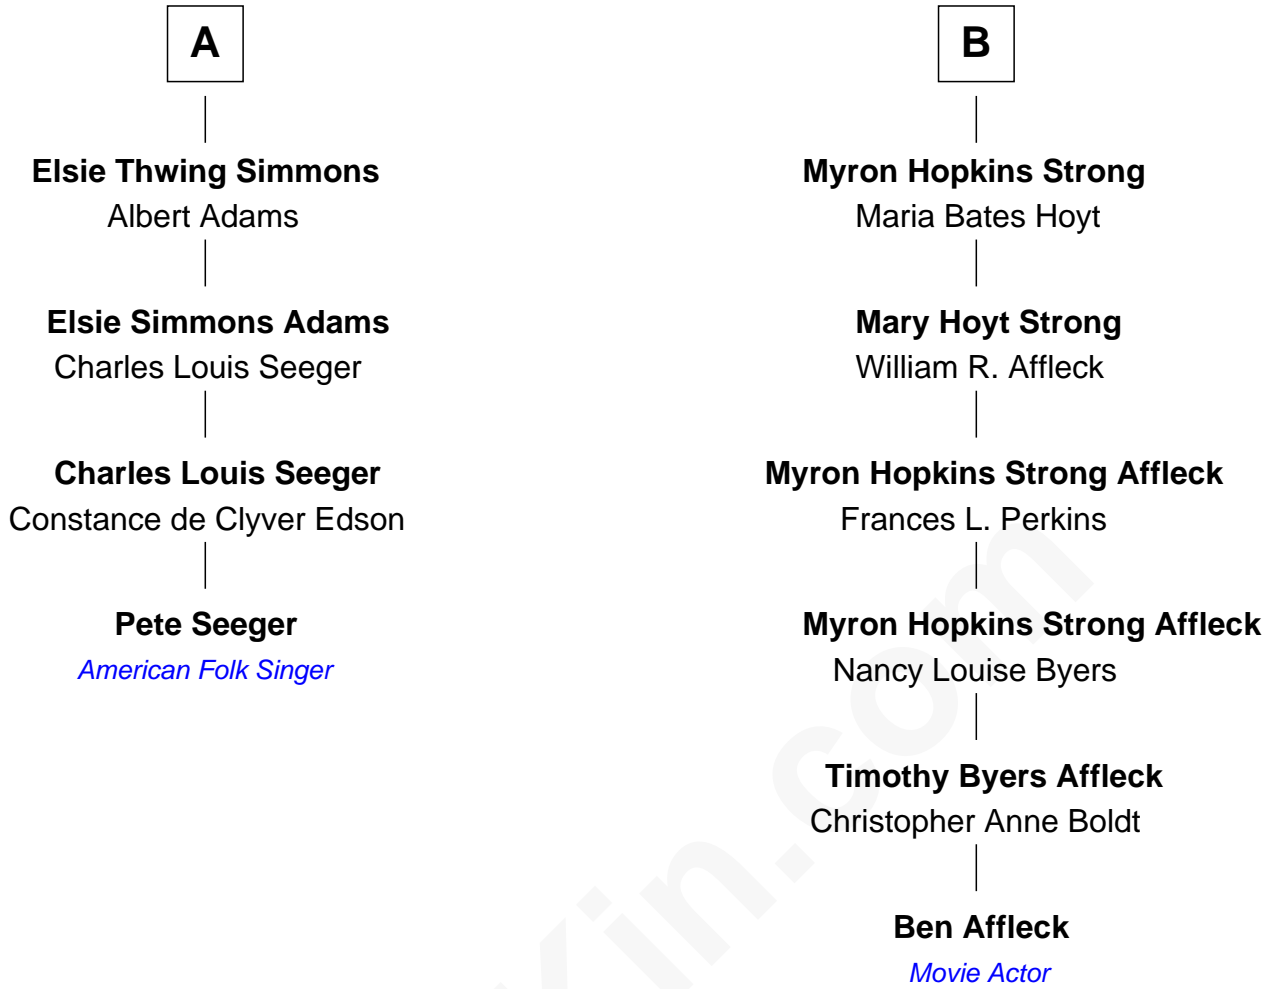 A
Elsie Thwing Simmons
Albert Adams
Elsie Simmons Adams
Charles Louis Seeger
Charles Louis Seeger
Constance de Clyver Edson
Pete Seeger
American Folk Singer
B
Myron Hopkins Strong
Maria Bates Hoyt
Mary Hoyt Strong
William R. Affleck
Myron Hopkins Strong Affleck
Frances L. Perkins
Myron Hopkins Strong Affleck
Nancy Louise Byers
Timothy Byers Affleck
Christopher Anne Boldt
Ben Affleck
Movie Actor
Kin.com